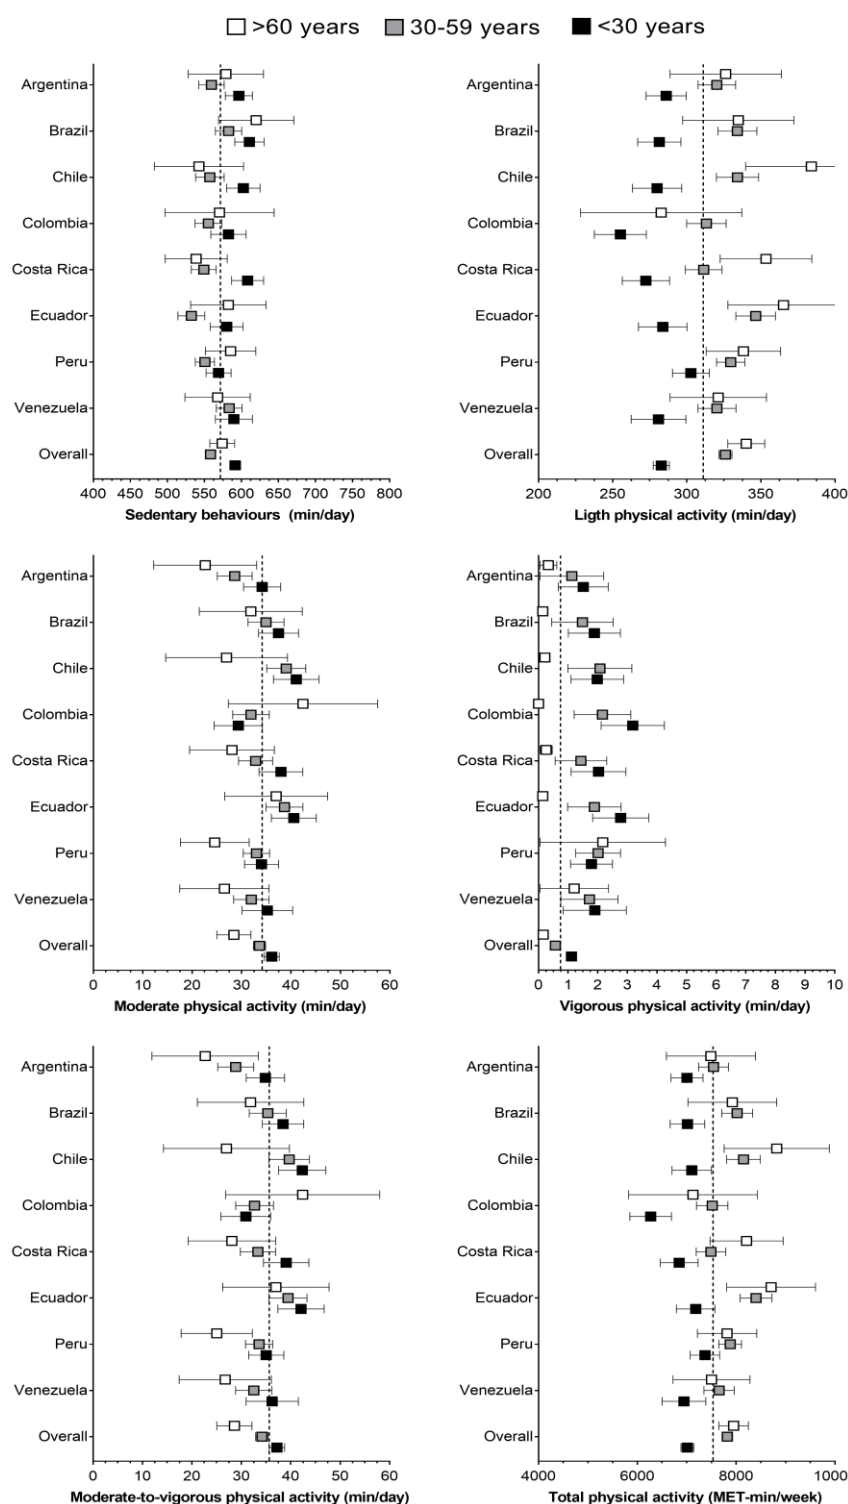 >60 years 30-59 years <30 years
Argentina
Brazil
Chile
Colombia
Costa Rica
Ecuador
Peru
Venezuela
Overall
400 450 500 550 600 650 700 750 800
Sedentary behaviours (min/day)
Argentina
Brazil
Chile
Colombia
Costa Rica
Ecuador
Peru
Venezuela
Overall
200 250 300 350 400
Ligth physical activity (min/day)
Argentina
Brazil
Chile
Colombia
Costa Rica
Ecuador
Peru
Venezuela
Overall
0 10 20 30 40 50 60
Moderate physical activity (min/day)
Argentina
Brazil
Chile
Colombia
Costa Rica
Ecuador
Peru
Venezuela
Overall
0 1 2 3 4 5 6 7 8 9 10
Vigorous physical activity (min/day)
Argentina
Brazil
Chile
Colombia
Costa Rica
Ecuador
Peru
Venezuela
Overall
0 10 20 30 40 50 60
Moderate-to-vigorous physical activity (min/day)
Argentina
Brazil
Chile
Colombia
Costa Rica
Ecuador
Peru
Venezuela
Overall
4000 6000 8000 1000
Total physical activity (MET-min/week)